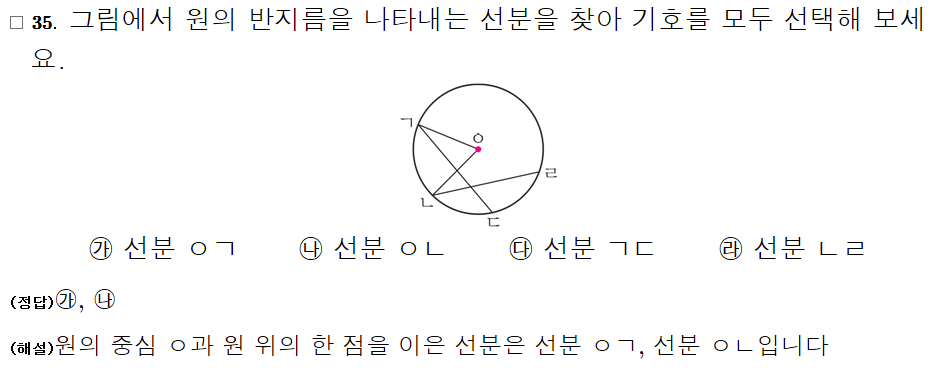 □ 35. 그림에서 원의 반지름을 나타내는 선분을 찾아 기호를 모두 선택해 보세
요.
ㄱ
ㅇ
ㄹ
ㄴ
ㄷ
㉮ 선분 ㅇㄱ ㉯ 선분 ㅇㄴ ㉰ 선분 ㄱㄷ ㉱ 선분 ㄴㄹ
(정답)㉮, ㉯
(해설)원의 중심 ㅇ과 원 위의 한 점을 이은 선분은 선분 ㅇㄱ, 선분 ㅇㄴ입니다